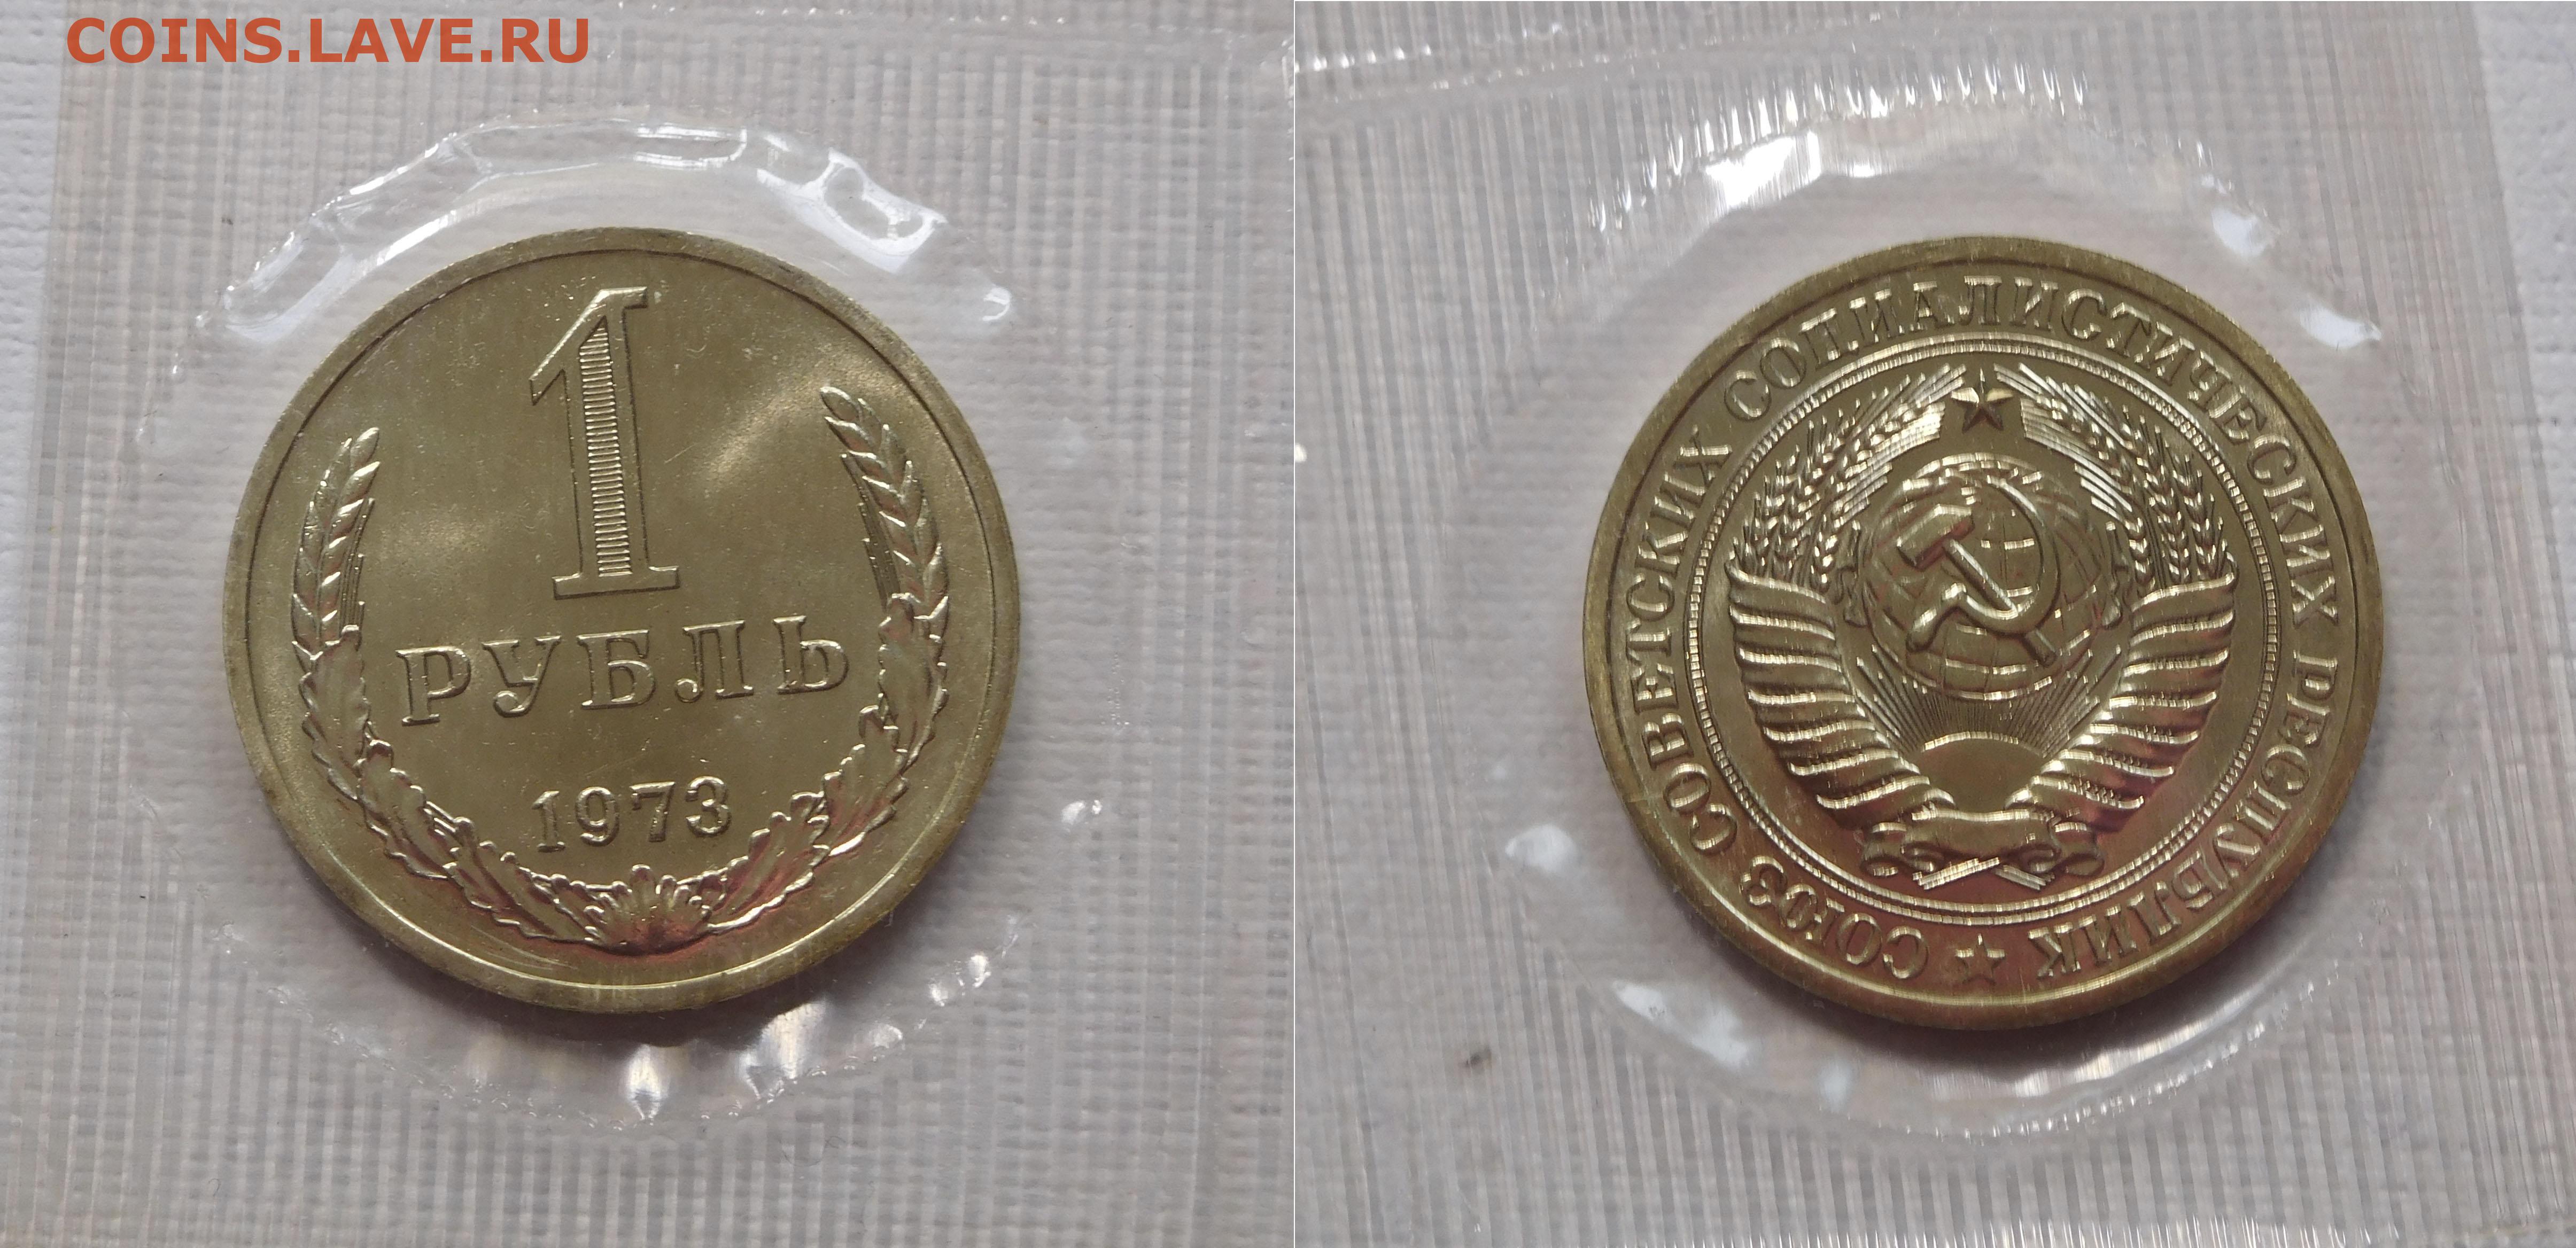 COINS.LAVE.RU
1
РУБЛЬ
1973
СОЮЗ СОВЕТСКИХ СОЦИАЛИСТИЧЕСКИХ РЕСПУБЛИК